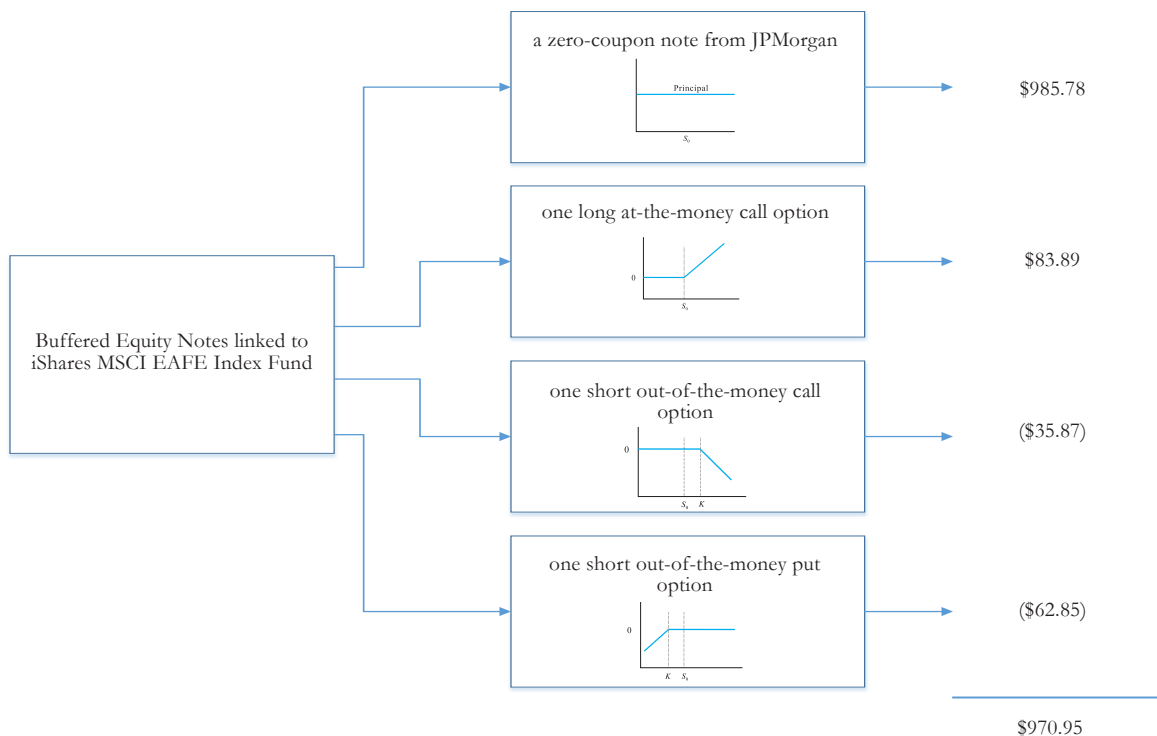 a zero-coupon note from JPMorgan
Principal
S₀
$985.78
one long at-the-money call option
0
S₀
$83.89
Buffered Equity Notes linked to
iShares MSCI EAFE Index Fund
one short out-of-the-money call
option
0
S₀ K
($35.87)
one short out-of-the-money put
option
0
K S₀
($62.85)
$970.95